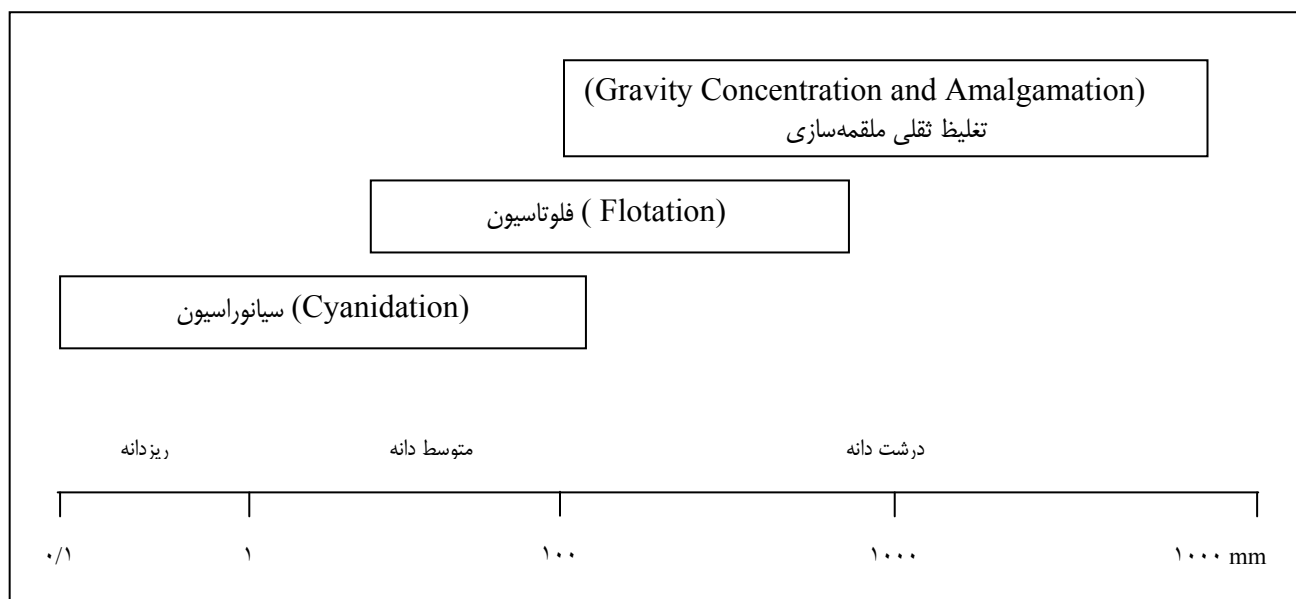 (Gravity Concentration and Amalgamation)
تغلیظ ثقلی ملقمه‌سازی
فلوتاسیون ( Flotation)
سیانوراسیون (Cyanidation)
ریزدانه
متوسط دانه
درشت دانه
۰/۱
۱
۱۰۰
۱۰۰۰
۱۰۰۰ mm